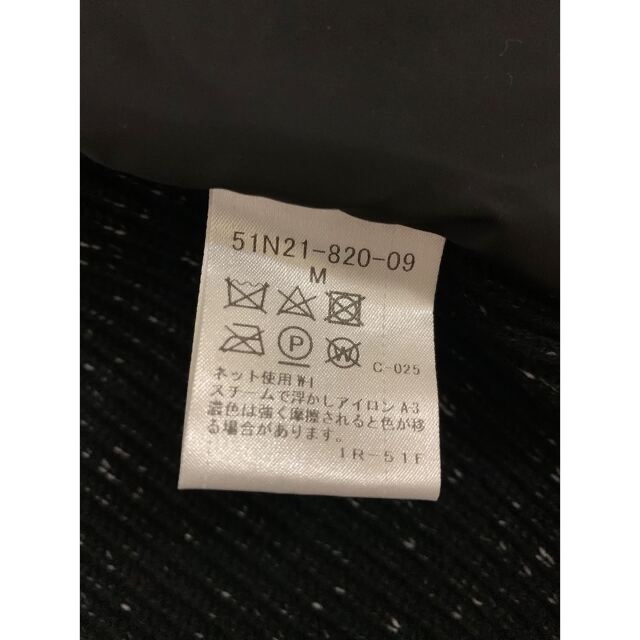 51N21-820-09
M
P
W
C-025
ネット使用 W-1
スチームで浮かしアイロン A-3
濃色は強く摩擦されると色が移
る場合があります。
IR-51F